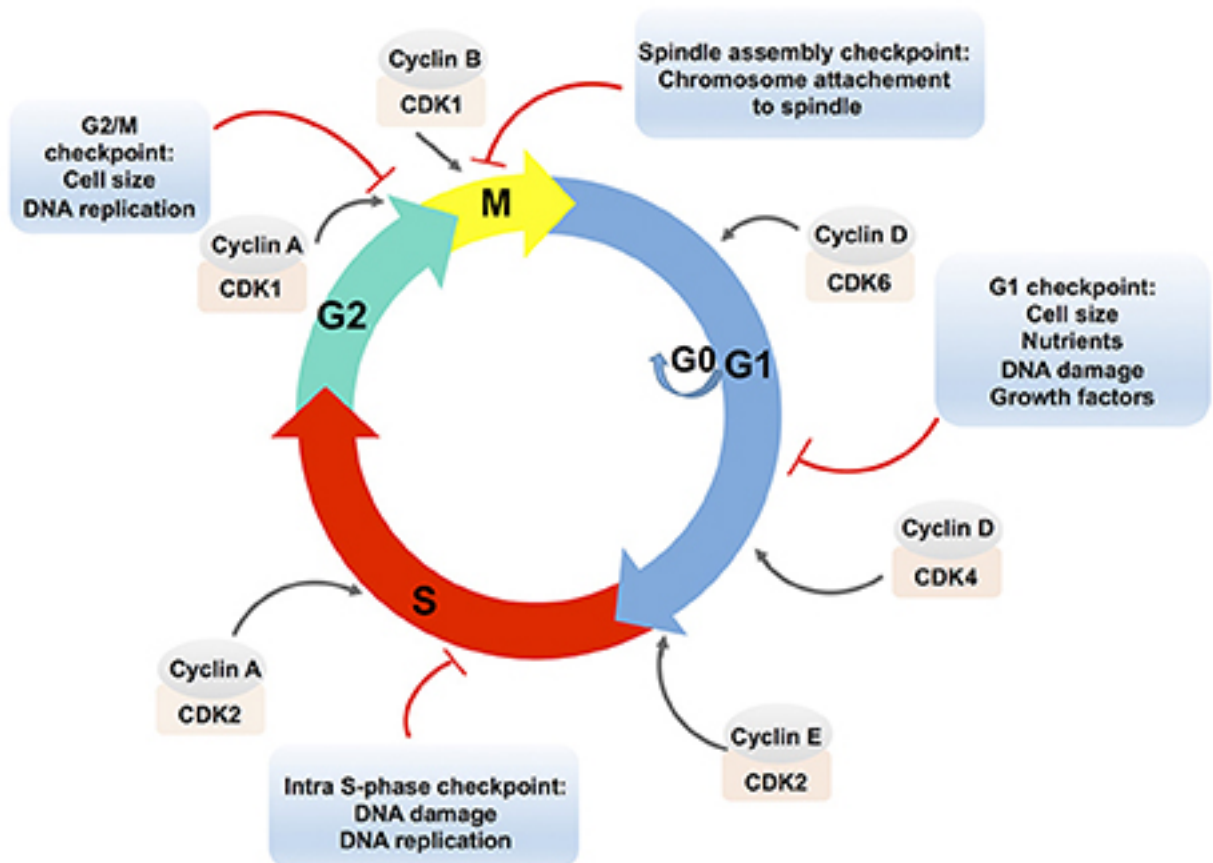 Cyclin B
CDK1
Spindle assembly checkpoint:
Chromosome attachement
to spindle
G2/M
checkpoint:
Cell size
DNA replication
M
Cyclin A
CDK1
Cyclin D
CDK6
G2
G0
G1
G1 checkpoint:
Cell size
Nutrients
DNA damage
Growth factors
Cyclin D
CDK4
S
Cyclin A
CDK2
Cyclin E
CDK2
Intra S-phase checkpoint:
DNA damage
DNA replication